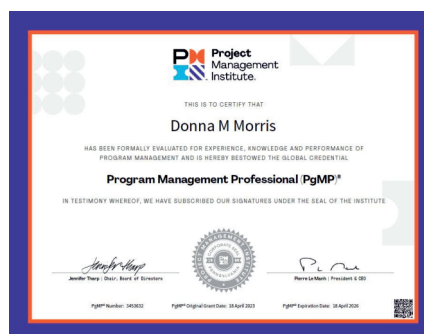 Project
Management
Institute.
THIS IS TO CERTIFY THAT
Donna M Morris
HAS BEEN FORMALLY EVALUATED FOR EXPERIENCE, KNOWLEDGE AND PERFORMANCE OF
PROGRAM MANAGEMENT AND IS HEREBY BESTOWED THE GLOBAL CREDENTIAL
Program Management Professional (PgMP)®
IN TESTIMONY WHEREOF, WE HAVE SUBSCRIBED OUR SIGNATURES UNDER THE SEAL OF THE INSTITUTE
Jennifer Tharp | Chair, Board of Directors
Pierre Le Manh | President & CEO
PgMP® Number: 3453632
PgMP® Original Grant Date: 18 April 2023
PgMP® Expiration Date: 18 April 2026